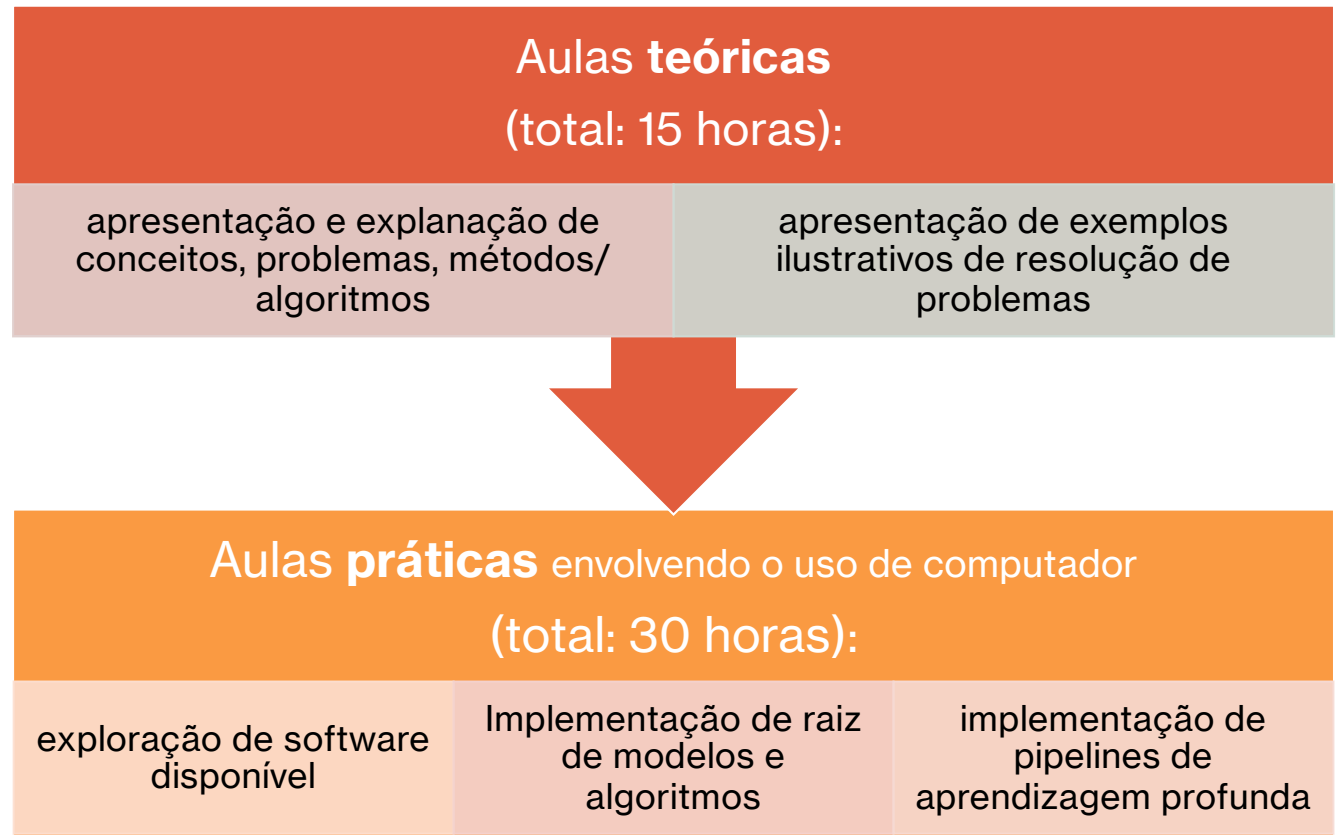 Aulas teóricas
(total: 15 horas):
apresentação e explanação de
conceitos, problemas, métodos/
algoritmos
apresentação de exemplos
ilustrativos de resolução de
problemas
Aulas práticas envolvendo o uso de computador
(total: 30 horas):
exploração de software
disponível
Implementação de raiz
de modelos e
algoritmos
implementação de
pipelines de
aprendizagem profunda